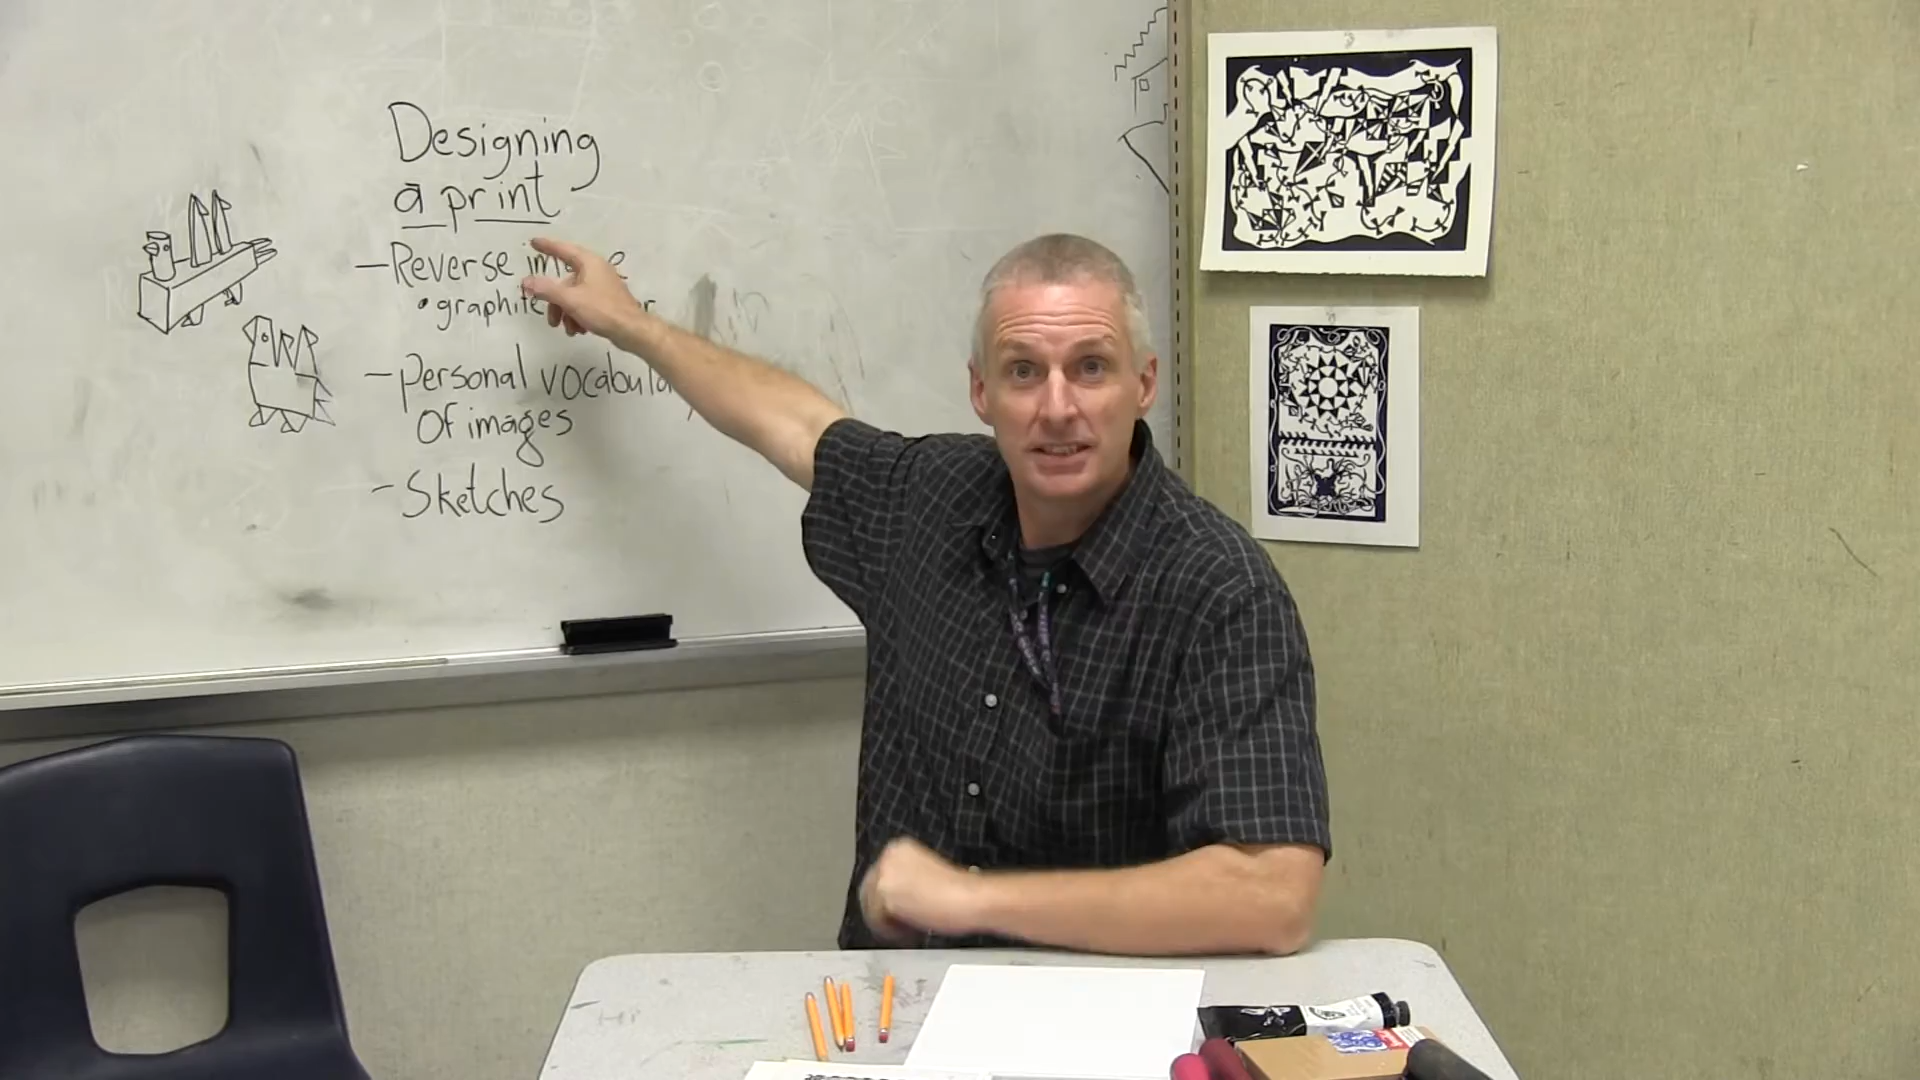 Designing
a print
– Reverse
• graphite
– personal
of images
– Sketches